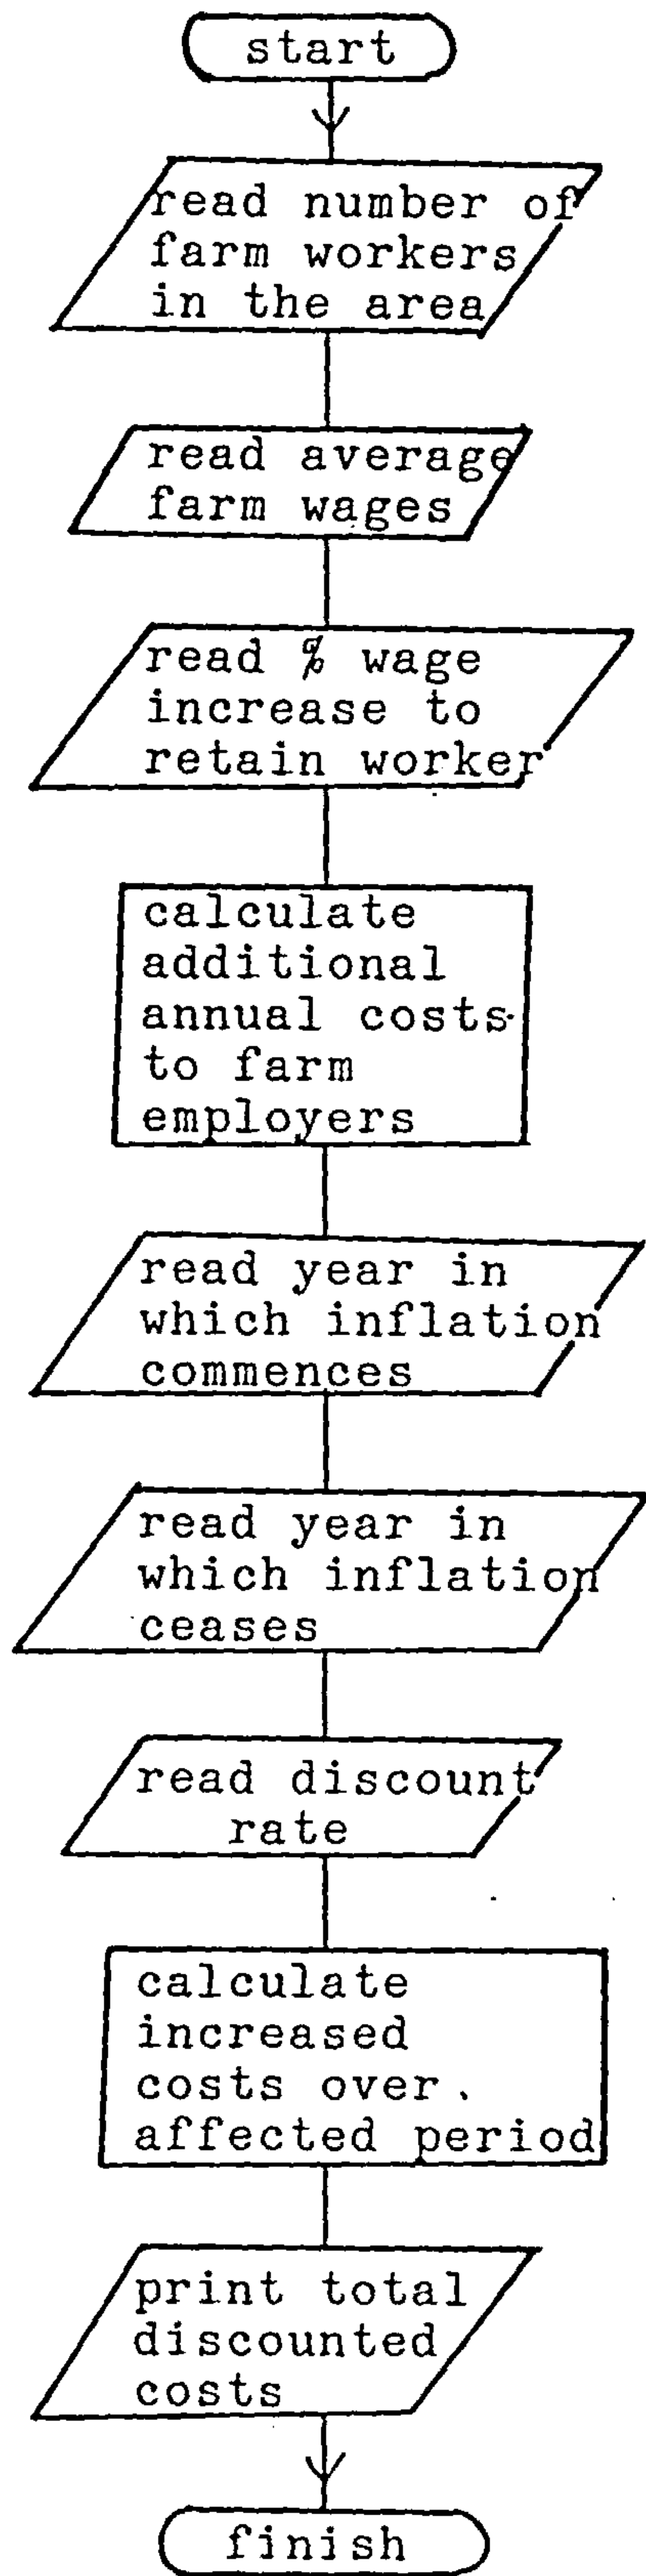 start
read number of
farm workers
in the area
read average
farm wages
read % wage
increase to
retain worker
calculate
additional
annual costs
to farm
employers
read year in
which inflation
commences
read year in
which inflation
ceases
read discount
rate
calculate
increased
costs over
affected period
print total
discounted
costs
finish